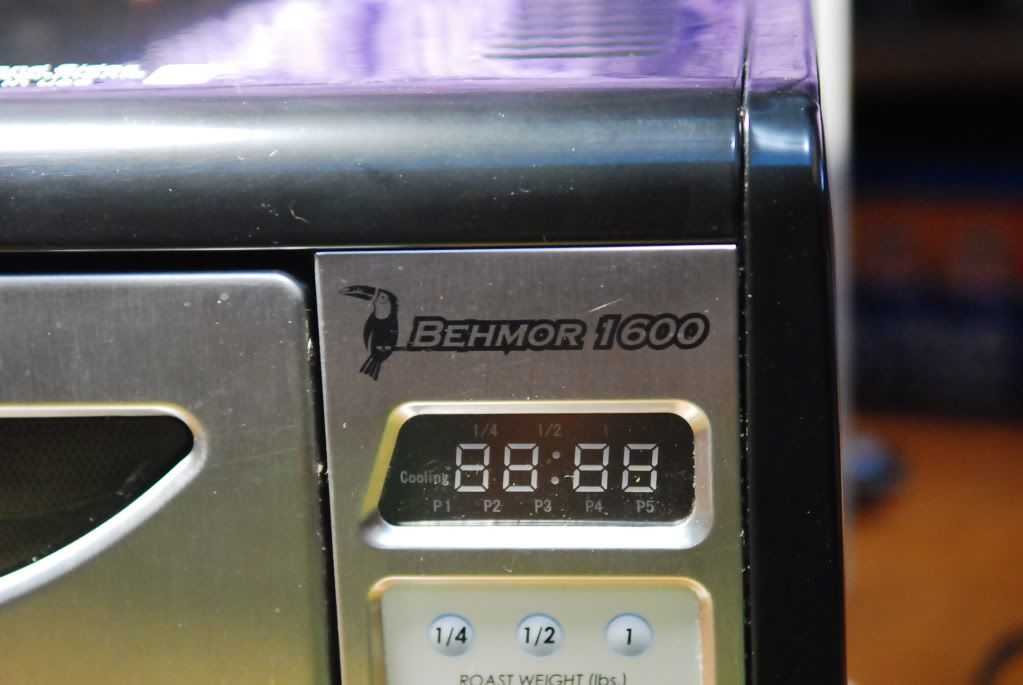 BEHMOR 1600
1/4 1/2 1
Cooling 88:88
P1 P2 P3 P4 P5
1/4 1/2 1
ROAST WEIGHT (lbs.)